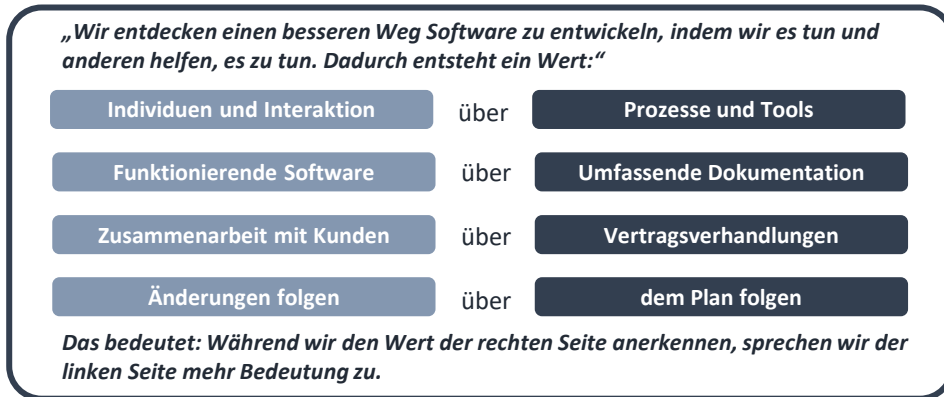 „Wir entdecken einen besseren Weg Software zu entwickeln, indem wir es tun und
anderen helfen, es zu tun. Dadurch entsteht ein Wert:“
Individuen und Interaktion über Prozesse und Tools
Funktionierende Software über Umfassende Dokumentation
Zusammenarbeit mit Kunden über Vertragsverhandlungen
Änderungen folgen über dem Plan folgen
Das bedeutet: Während wir den Wert der rechten Seite anerkennen, sprechen wir der
linken Seite mehr Bedeutung zu.